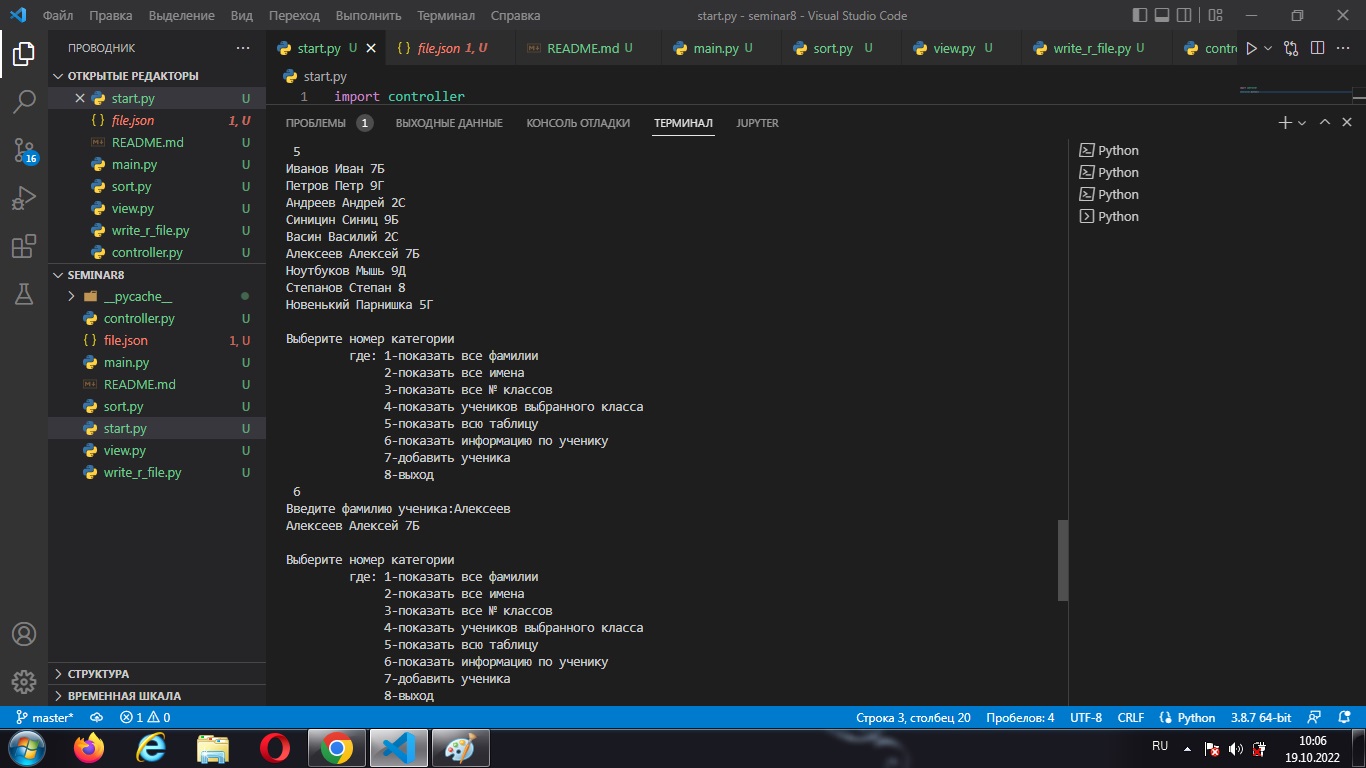 Файл Правка Выделение Вид Переход Выполнить Терминал Справка start.py - seminar8 - Visual Studio Code
ПРОВОДНИК
ОТКРЫТЫЕ РЕДАКТОРЫ
start.py U
file.json 1, U
README.md U
main.py U
sort.py U
view.py U
write_r_file.py U
controller.py U
SEMINAR8
__pycache__
controller.py U
file.json 1, U
main.py U
README.md U
sort.py U
start.py U
view.py U
write_r_file.py U
СТРУКТУРА
ВРЕМЕННАЯ ШКАЛА
16
start.py U file.json 1, U README.md U main.py U sort.py U view.py U write_r_file.py U contro
start.py
1 import controller
ПРОБЛЕМЫ 1 ВЫХОДНЫЕ ДАННЫЕ КОНСОЛЬ ОТЛАДКИ ТЕРМИНАЛ JUPYTER
5
Иванов Иван 7Б
Петров Петр 9Г
Андреев Андрей 2С
Синицин Синиц 9Б
Васин Василий 2С
Алексеев Алексей 7Б
Ноутбуков Мышь 9Д
Степанов Степан 8
Новенький Парнишка 5Г
Выберите номер категории
где: 1-показать все фамилии
2-показать все имена
3-показать все № классов
4-показать учеников выбранного класса
5-показать всю таблицу
6-показать информацию по ученику
7-добавить ученика
8-выход
6
Введите фамилию ученика:Алексеев
Алексеев Алексей 7Б
Выберите номер категории
где: 1-показать все фамилии
2-показать все имена
3-показать все № классов
4-показать учеников выбранного класса
5-показать всю таблицу
6-показать информацию по ученику
7-добавить ученика
8-выход
Python
Python
Python
Python
master* 1 0 Строка 3, столбец 20 Пробелов: 4 UTF-8 CRLF Python 3.8.7 64-bit
RU
10:06
19.10.2022